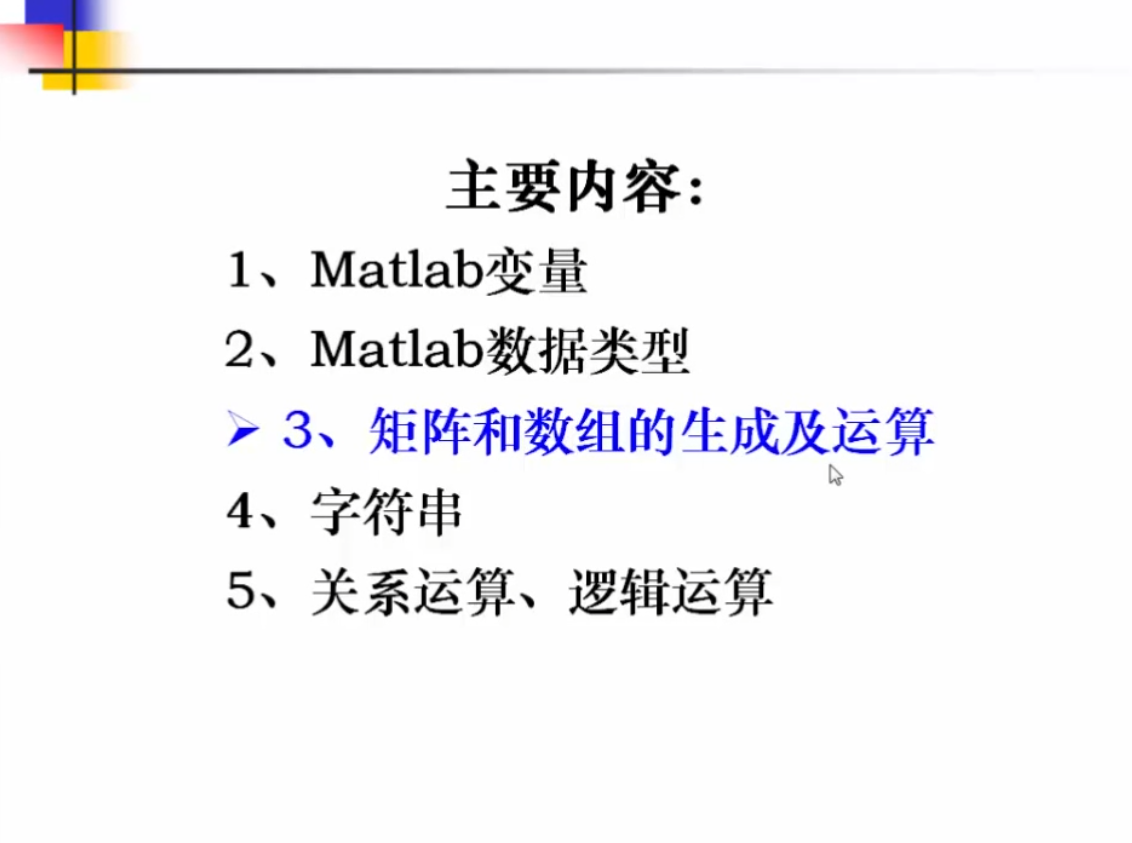 主要内容：
1、Matlab变量
2、Matlab数据类型
➢ 3、矩阵和数组的生成及运算
4、字符串
5、关系运算、逻辑运算